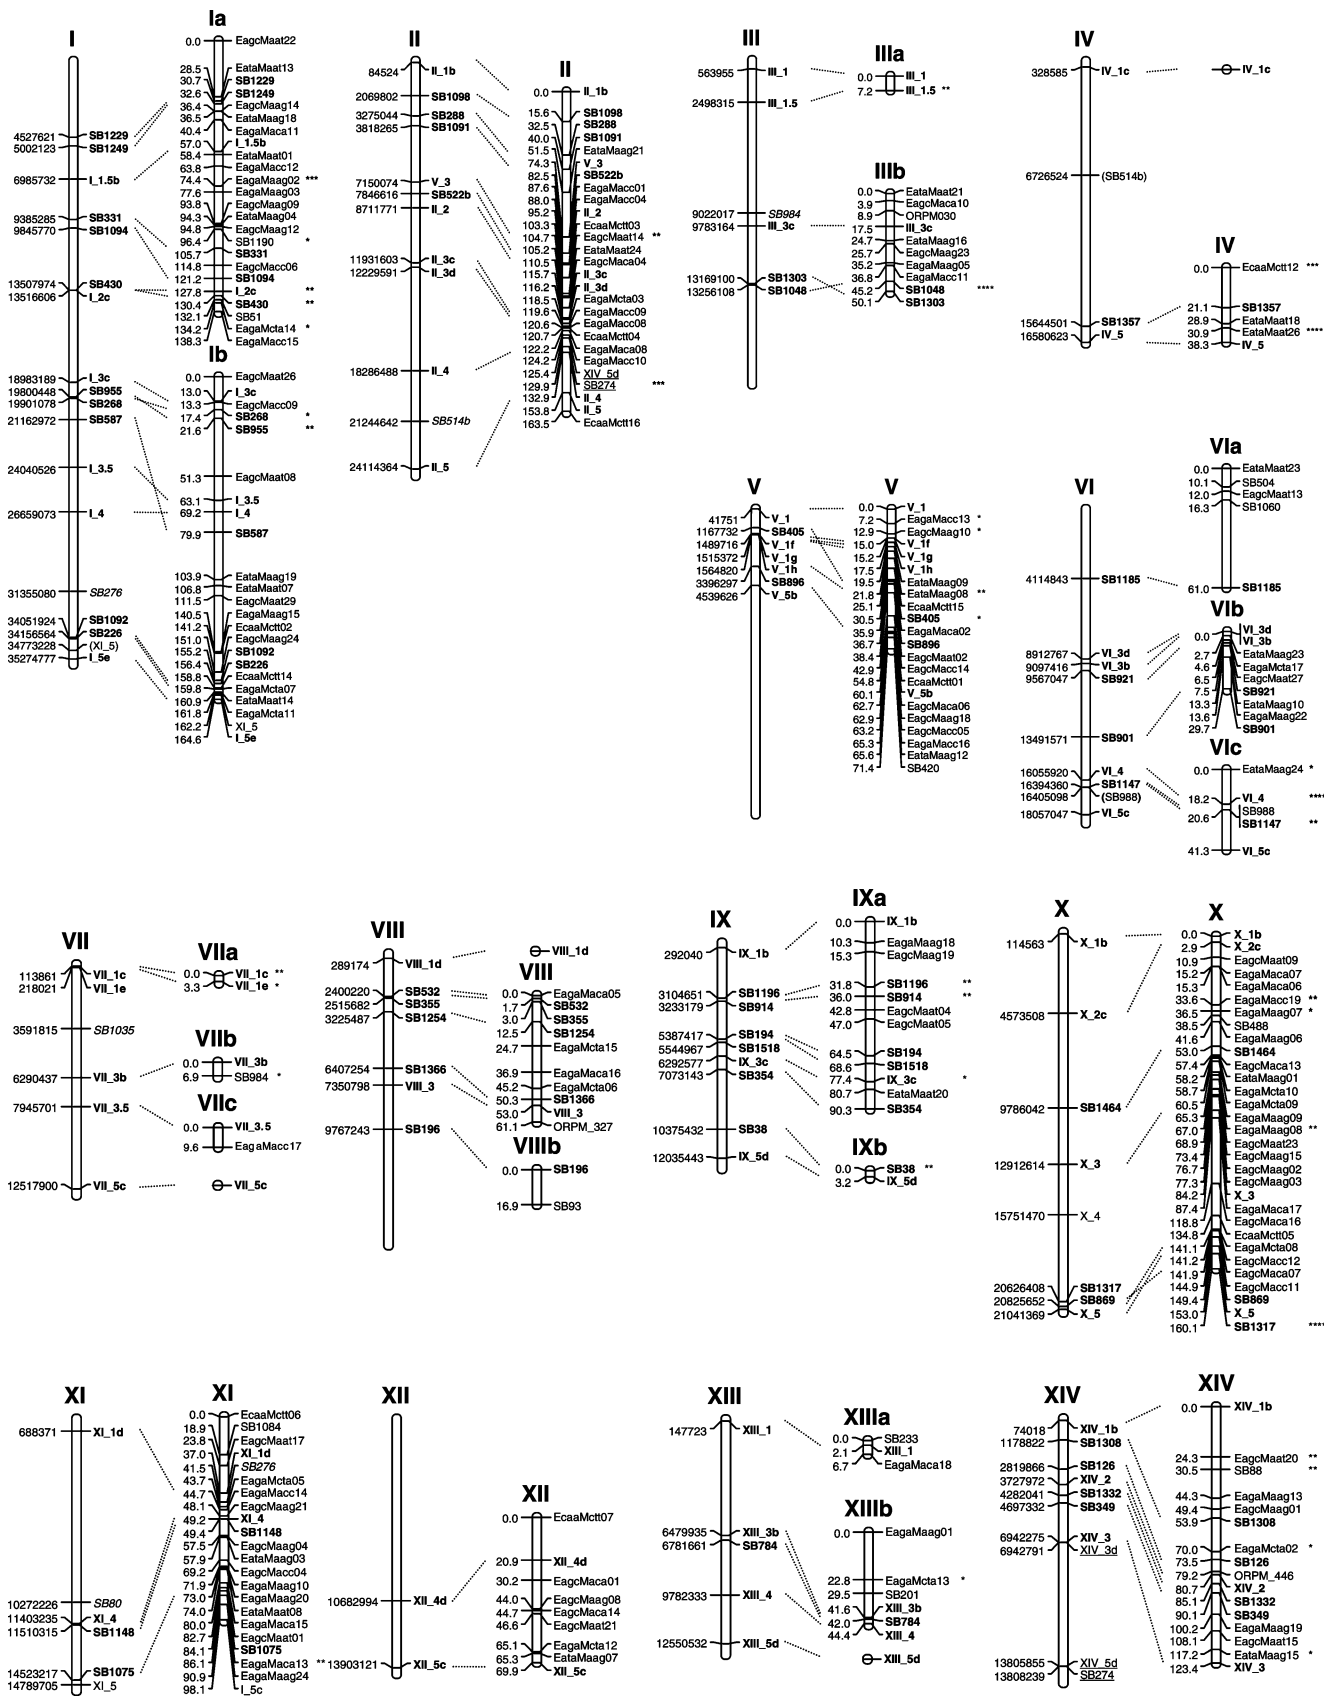 I
4527621 SB1229
5002123 SB1249
6985732 I_1.5b
9385285 SB331
9845770 SB1094
13507974 SB430
13516606 I_2c
18983189 I_3c
19800448 SB955
19901078 SB268
21162972 SB587
24040526 I_3.5
26659073 I_4
31355080 SB276
34051924 SB1092
34156564 SB226
34773228 (XI_5)
35274777 I_5e
Ia
0.0 EagcMaat22
28.5 EataMaat13
30.7 SB1229
32.6 SB1249
36.4 EagcMaag14
36.5 EataMaag18
40.4 EagaMaca11
57.0 I_1.5b
58.4 EataMaat01
63.8 EagaMacc12
74.4 EagaMaag02 ***
77.6 EagaMaag03
93.8 EagcMaag09
94.3 EataMaag04
94.8 EagcMaag12
96.4 SB1190 *
105.7 SB331
114.8 EagcMacc06
121.2 SB1094
127.8 I_2c **
130.4 SB430 **
132.1 SB51
134.2 EagaMcta14 *
138.3 EagaMacc15
Ib
0.0 EagcMaat26
13.0 I_3c
13.3 EagcMacc09
17.4 SB268 *
21.6 SB955 **
51.3 EagcMaat08
63.1 I_3.5
69.2 I_4
79.9 SB587
103.9 EataMaag19
106.8 EataMaat07
111.5 EagcMaat29
140.5 EagaMaag15
141.2 EcaaMctt02
151.0 EagcMaag24
155.2 SB1092
156.4 SB226
158.8 EcaaMctt14
159.8 EagaMcta07
160.9 EataMaat14
161.8 EagaMcta11
162.2 XI_5
164.6 I_5e
II
84524 II_1b
2069802 SB1098
3275044 SB288
3818265 SB1091
7150074 V_3
7846616 SB522b
8711771 II_2
11931603 II_3c
12229591 II_3d
18286488 II_4
21244642 SB514b
24114364 II_5
II
0.0 II_1b
15.6 SB1098
32.5 SB288
40.0 SB1091
51.5 EataMaag21
74.3 V_3
82.5 SB522b
87.6 EagaMacc01
88.0 EagaMacc04
95.2 II_2
103.3 EcaaMctt03
104.7 EagcMaat14 **
105.2 EataMaat24
110.5 EagcMaca04
115.7 II_3c
116.2 II_3d
118.5 EagaMcta03
119.6 EagaMacc09
120.6 EagaMacc08
120.7 EcaaMctt04
122.2 EagaMaca08
124.2 EagaMacc10
125.4 XIV_5d
129.9 SB274 ***
132.9 II_4
153.8 II_5
163.5 EcaaMctt16
III
563955 III_1
2498315 III_1.5
9022017 SB984
9783164 III_3c
13169100 SB1303
13256108 SB1048
IIIa
0.0 III_1
7.2 III_1.5 **
IIIb
0.0 EataMaat21
3.9 EagcMaca10
8.9 ORPM030
17.5 III_3c
24.7 EataMaag16
25.7 EagcMaag23
35.2 EagaMaag05
36.8 EagaMacc11
45.2 SB1048 ****
50.1 SB1303
IV
328585 IV_1c
6726524 (SB514b)
15644501 SB1357
16580623 IV_5
IV_1c
IV
0.0 EcaaMctt12 ***
21.1 SB1357
28.9 EataMaat18
30.9 EataMaat26 ****
38.3 IV_5
V
41751 V_1
1167732 SB405
1489716 V_1f
1515372 V_1g
1564820 V_1h
3396297 SB896
4539626 V_5b
V
0.0 V_1
7.2 EagaMacc13 *
12.9 EagcMaag10 *
15.0 V_1f
15.2 V_1g
17.5 V_1h
19.5 EataMaag09
21.8 EataMaag08 **
25.1 EcaaMctt15
30.5 SB405 *
35.9 EagaMaca02
36.7 SB896
38.4 EagcMaat02
42.9 EagcMacc14
54.8 EcaaMctt01
60.1 V_5b
62.7 EagcMaca06
62.9 EagcMaag18
63.2 EagcMacc05
65.3 EagaMacc16
65.6 EataMaag12
71.4 SB420
VI
4114843 SB1185
8912767 VI_3d
9097416 VI_3b
9567047 SB921
13491571 SB901
16055920 VI_4
16394360 SB1147
16405098 (SB988)
18057047 VI_5c
VIa
0.0 EataMaat23
10.1 SB504
12.0 EagcMaat13
16.3 SB1060
61.0 SB1185
VIb
0.0 VI_3d
VI_3b
2.7 EataMaag23
4.6 EagaMcta17
6.5 EagcMaat27
7.5 SB921
13.3 EataMaag10
13.6 EagaMaag22
29.7 SB901
VIc
0.0 EataMaag24 *
18.2 VI_4 ****
20.6 SB988
SB1147 **
41.3 VI_5c
VII
113861 VII_1c
218021 VII_1e
3591815 SB1035
6290437 VII_3b
7945701 VII_3.5
12517900 VII_5c
VIIa
0.0 VII_1c **
3.3 VII_1e *
VIIb
0.0 VII_3b
6.9 SB984 *
VIIc
0.0 VII_3.5
9.6 EagaMacc17
VII_5c
VIII
289174 VIII_1d
2400220 SB532
2515682 SB355
3225487 SB1254
6407254 SB1366
7350798 VIII_3
9767243 SB196
VIII_1d
VIII
0.0 EagaMaca05
1.7 SB532
3.0 SB355
12.5 SB1254
24.7 EagaMcta15
36.9 EagaMaca16
45.2 EagaMcta06
50.3 SB1366
53.0 VIII_3
61.1 ORPM_327
VIIIb
0.0 SB196
16.9 SB93
IX
292040 IX_1b
3104651 SB1196
3233179 SB914
5387417 SB194
5544967 SB1518
6292577 IX_3c
7073143 SB354
10375432 SB38
12035443 IX_5d
IXa
0.0 IX_1b
10.3 EagaMaag18
15.3 EagcMaag19
31.8 SB1196 **
36.0 SB914 **
42.8 EagcMaat04
47.0 EagcMaat05
64.5 SB194
68.6 SB1518
77.4 IX_3c *
80.7 EataMaat20
90.3 SB354
IXb
0.0 SB38 **
3.2 IX_5d
X
114563 X_1b
4573508 X_2c
9786042 SB1464
12912614 X_3
15751470 X_4
20626408 SB1317
20825652 SB869
21041369 X_5
X
0.0 X_1b
2.9 X_2c
10.9 EagcMaat09
15.2 EagaMaca07
15.3 EagaMaca06
33.6 EagaMacc19 **
36.5 EagaMaag07 *
38.5 SB488
41.6 EagaMaag06
53.0 SB1464
57.4 EagcMaca13
58.2 EataMaag01
58.7 EagaMcta10
60.5 EagaMcta09
65.3 EagaMaag09
67.0 EagaMaag08 **
68.9 EagcMaat23
73.4 EagcMaag15
76.7 EagcMaag02
77.3 EagcMaag03
84.2 X_3
87.4 EagaMaca17
118.8 EagcMaca16
134.8 EcaaMctt05
141.1 EagaMcta08
141.2 EagcMacc12
141.9 EagcMaca07
144.9 EagcMacc11
149.4 SB869
153.0 X_5
160.1 SB1317 ****
XI
688371 XI_1d
10272226 SB80
11403235 XI_4
11510315 SB1148
14523217 SB1075
14789705 XI_5
XI
0.0 EcaaMctt06
18.9 SB1084
23.8 EagcMaat17
37.0 XI_1d
41.5 SB276
43.7 EagaMcta05
44.7 EagaMacc14
48.1 EagcMaag21
49.2 XI_4
49.4 SB1148
57.5 EagcMaag04
57.9 EataMaag03
69.2 EagcMacc04
71.9 EagaMaag10
73.0 EagaMaag20
74.0 EataMaat08
80.0 EagaMaca15
82.7 EagcMaat01
84.1 SB1075
86.1 EagaMaca13 **
90.9 EagaMaag24
98.1 I_5c
XII
10682994 XII_4d
13903121 XII_5c
XII
0.0 EcaaMctt07
20.9 XII_4d
30.2 EagcMaca01
44.0 EagcMaag08
44.7 EagcMaca14
46.6 EagcMaat21
65.1 EagaMcta12
65.3 EataMaag07
69.9 XII_5c
XIII
147723 XIII_1
6479935 XIII_3b
6781661 SB784
9782333 XIII_4
12550532 XIII_5d
XIIIa
0.0 SB233
2.1 XIII_1
6.7 EagaMaca18
XIIIb
0.0 EagaMaag01
22.8 EagaMcta13 *
29.5 SB201
41.6 XIII_3b
42.0 SB784
44.4 XIII_4
XIII_5d
XIV
74018 XIV_1b
1178822 SB1308
2819866 SB126
3727972 XIV_2
4282041 SB1332
4697332 SB349
6942275 XIV_3
6942791 XIV_3d
13805855 XIV_5d
13808239 SB274
XIV
0.0 XIV_1b
24.3 EagcMaat20 **
30.5 SB88 **
44.3 EagaMaag13
49.4 EagcMaag01
53.9 SB1308
70.0 EagaMcta02 *
73.5 SB126
79.2 ORPM_446
80.7 XIV_2
85.1 SB1332
90.1 SB349
100.2 EagaMaag19
108.1 EagcMaat15
117.2 EataMaag15 *
123.4 XIV_3